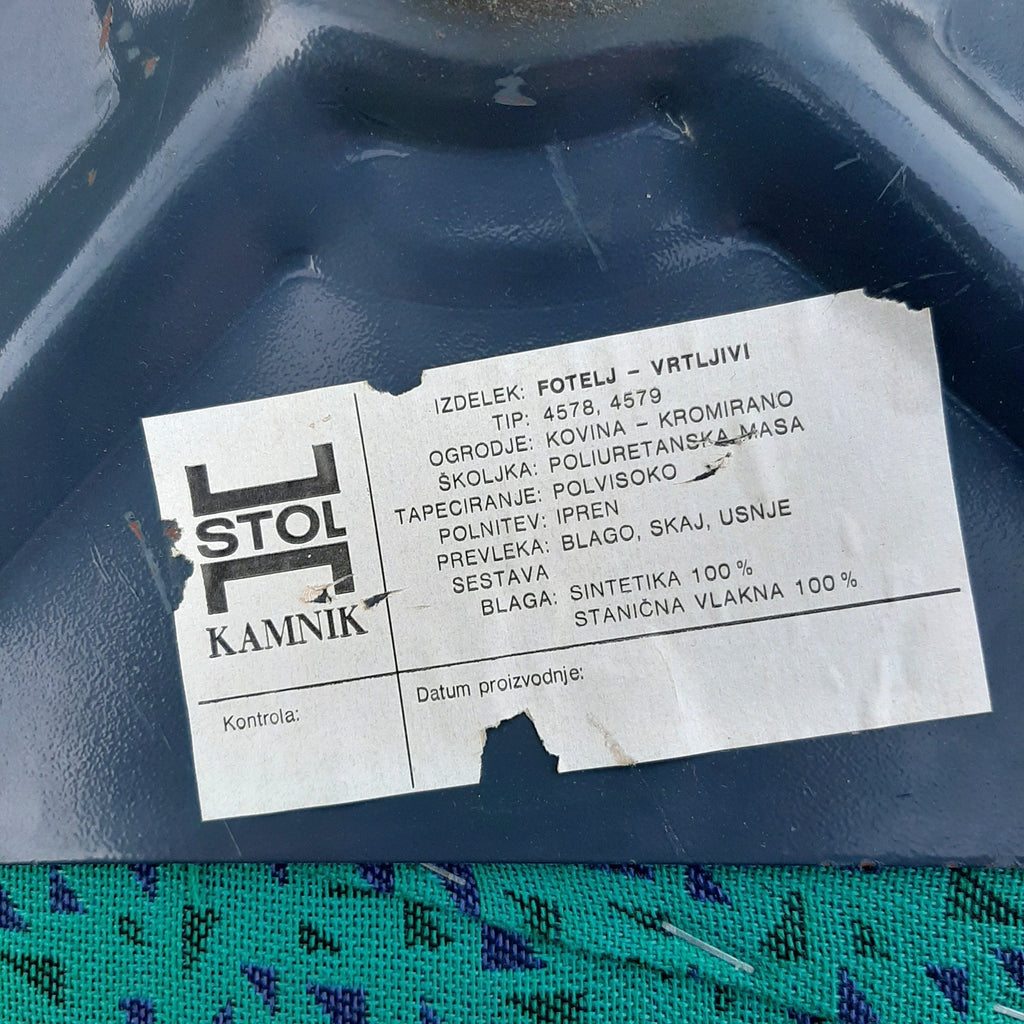 STOL
KAMNIK
IZDELEK: FOTELJ - VRTLJIVI
TIP: 4578, 4579
OGRODJE: KOVINA - KROMIRANO
ŠKOLJKA: POLIURETANSKA MASA
TAPECIRANJE: POLVISOKO
POLNITEV: IPREN
PREVLEKA: BLAGO, SKAJ, USNJE
SESTAVA
BLAGA: SINTETIKA 100 %
STANIČNA VLAKNA 100 %
Kontrola:
Datum proizvodnje: